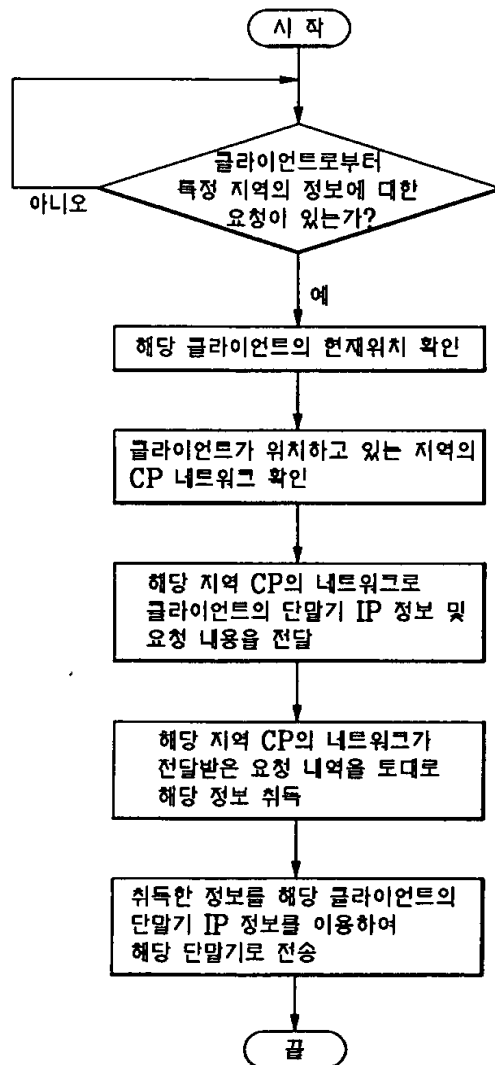 시 작
클라이언트로부터
특정 지역의 정보에 대한
요청이 있는가?
아니오
예
해당 클라이언트의 현재위치 확인
클라이언트가 위치하고 있는 지역의
CP 네트워크 확인
해당 지역 CP의 네트워크로
클라이언트의 단말기 IP 정보 및
요청 내용을 전달
해당 지역 CP의 네트워크가
전달받은 요청 내역을 토대로
해당 정보 취득
취득한 정보를 해당 클라이언트의
단말기 IP 정보를 이용하여
해당 단말기로 전송
끝